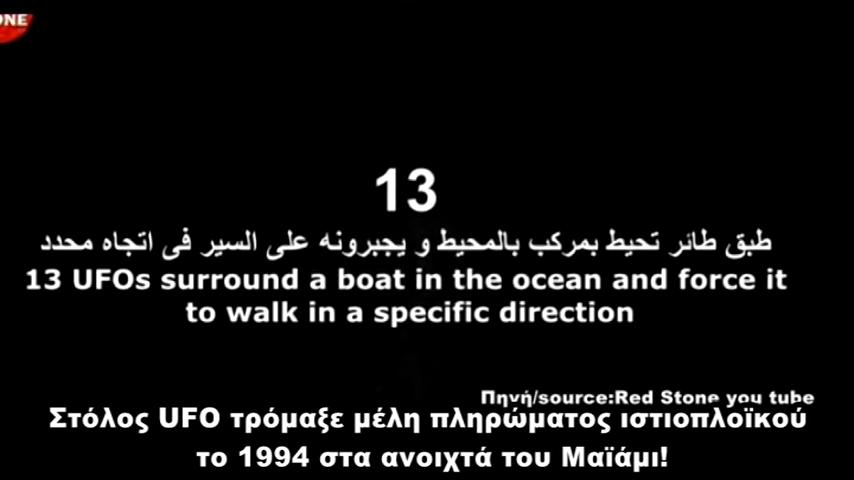 ONE
13
طبق طائر تحيط بمركب بالمحيط و يجبرونه على السير فى اتجاه محدد
13 UFOs surround a boat in the ocean and force it
to walk in a specific direction
Πηγή/source:Red Stone you tube
Στόλος UFO τρόμαξε μέλη πληρώματος ιστιοπλοϊκού
το 1994 στα ανοιχτά του Μαϊάμι!